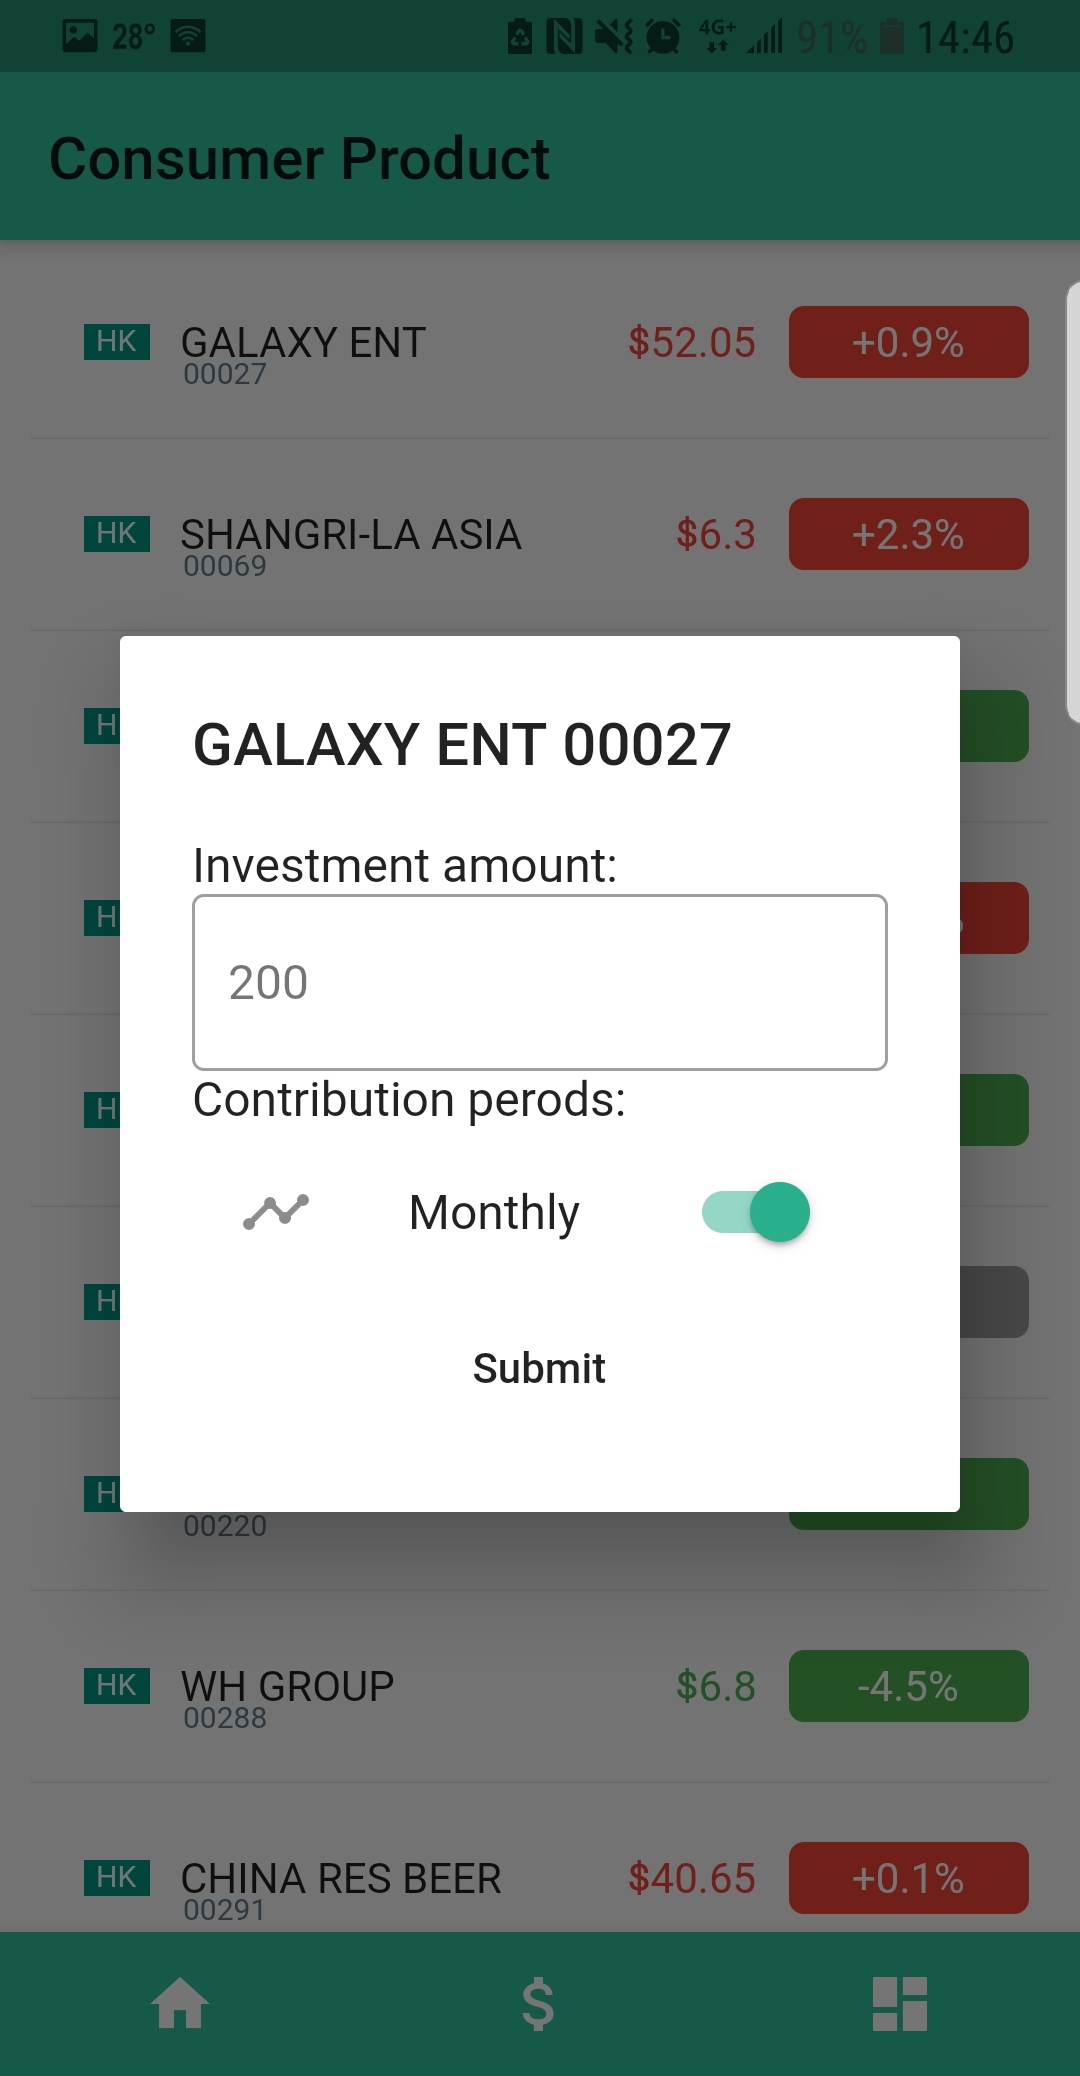 28° 4G+ 91% 14:46
Consumer Product
HK GALAXY ENT $52.05 +0.9%
00027
HK SHANGRI-LA ASIA $6.3 +2.3%
00069
GALAXY ENT 00027
Investment amount:
200
Contribution perods:
Monthly
Submit
00220
HK WH GROUP $6.8 -4.5%
00288
HK CHINA RES BEER $40.65 +0.1%
00291